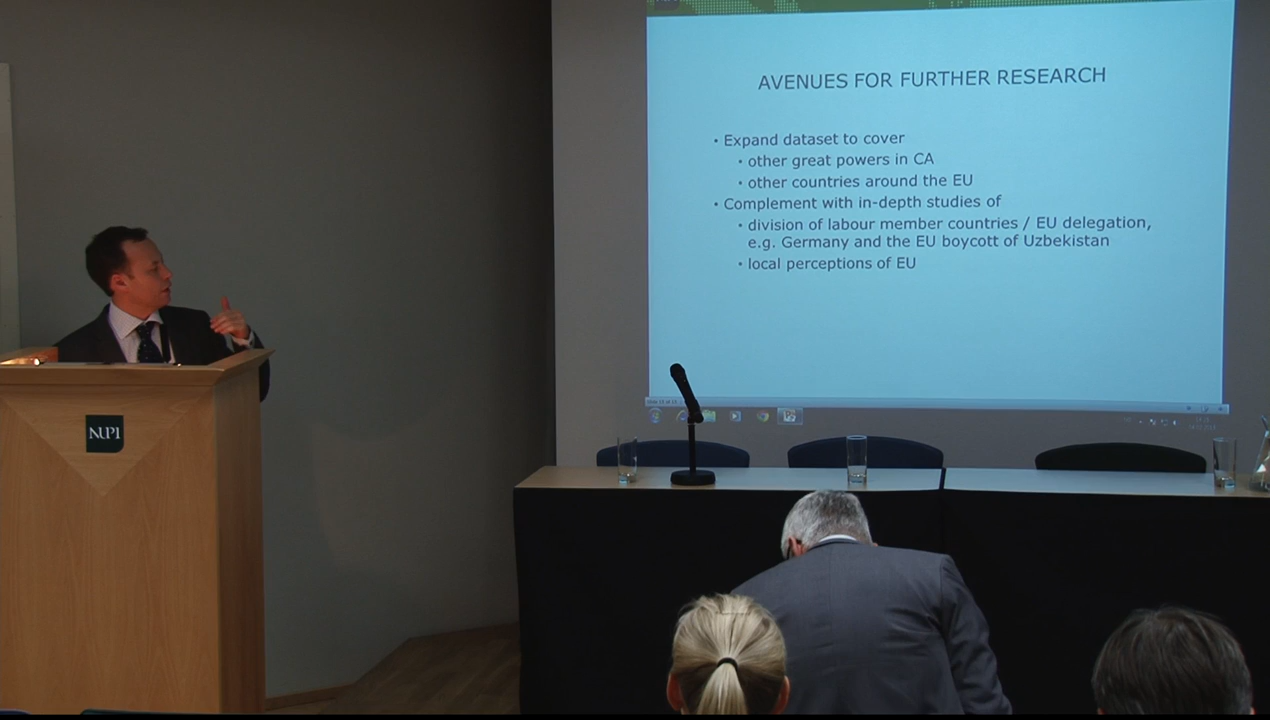 AVENUES FOR FURTHER RESEARCH
• Expand dataset to cover
• other great powers in CA
• other countries around the EU
• Complement with in-depth studies of
• division of labour member countries / EU delegation,
e.g. Germany and the EU boycott of Uzbekistan
• local perceptions of EU
NUPI